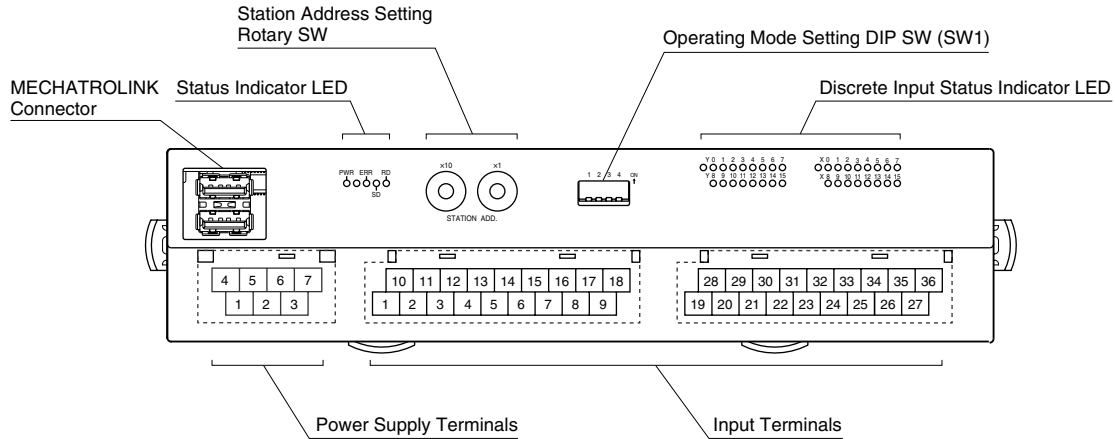 Station Address Setting
Rotary SW
Operating Mode Setting DIP SW (SW1)
MECHATROLINK
Connector
Status Indicator LED
Discrete Input Status Indicator LED
PWR ERR RD
SD
×10 ×1
STATION ADD.
1 2 3 4 ON
Y 0 1 2 3 4 5 6 7
Y 8 9 10 11 12 13 14 15
X 0 1 2 3 4 5 6 7
X 8 9 10 11 12 13 14 15
4 5 6 7
1 2 3
10 11 12 13 14 15 16 17 18
1 2 3 4 5 6 7 8 9
28 29 30 31 32 33 34 35 36
19 20 21 22 23 24 25 26 27
Power Supply Terminals
Input Terminals